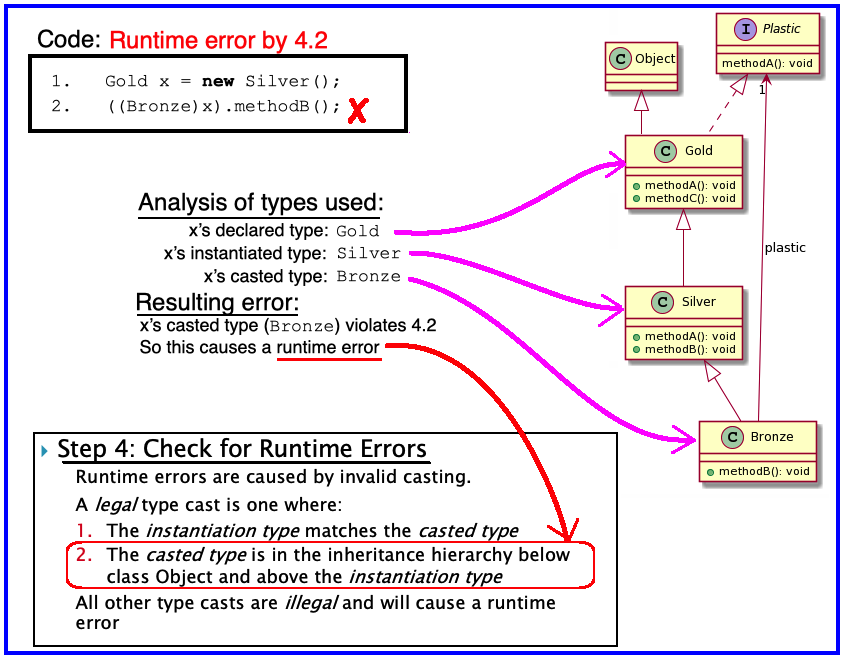 Code: Runtime error by 4.2
1. Gold x = new Silver();
2. ((Bronze)x).methodB(); X
Analysis of types used:
x's declared type: Gold
x's instantiated type: Silver
x's casted type: Bronze
Resulting error:
x's casted type (Bronze) violates 4.2
So this causes a runtime error
Step 4: Check for Runtime Errors
Runtime errors are caused by invalid casting.
A legal type cast is one where:
1. The instantiation type matches the casted type
2. The casted type is in the inheritance hierarchy below
class Object and above the instantiation type
All other type casts are illegal and will cause a runtime
error
I Plastic
methodA(): void
C Object
1
C Gold
methodA(): void
methodC(): void
plastic
C Silver
methodA(): void
methodB(): void
C Bronze
methodB(): void